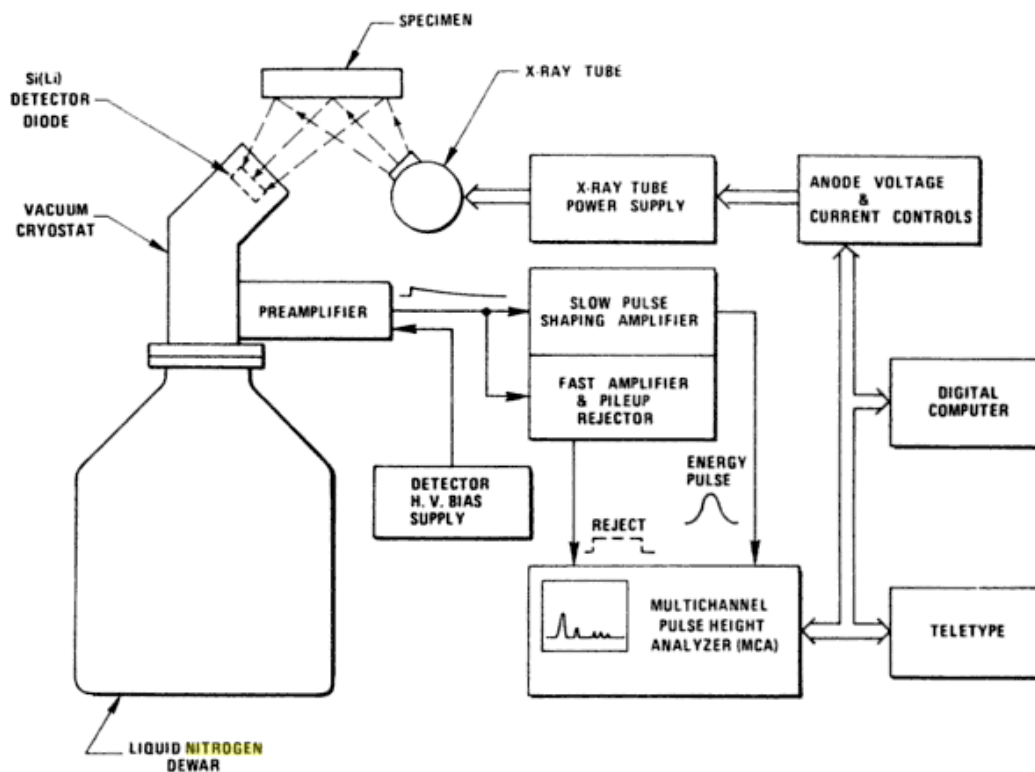 SPECIMEN
X-RAY TUBE
Si(Li)
DETECTOR
DIODE
X-RAY TUBE
POWER SUPPLY
ANODE VOLTAGE
&
CURRENT CONTROLS
VACUUM
CRYOSTAT
PREAMPLIFIER
SLOW PULSE
SHAPING AMPLIFIER
FAST AMPLIFIER
& PILEUP
REJECTOR
DIGITAL
COMPUTER
DETECTOR
H. V. BIAS
SUPPLY
ENERGY
PULSE
REJECT
MULTICHANNEL
PULSE HEIGHT
ANALYZER (MCA)
TELETYPE
LIQUID NITROGEN
DEWAR